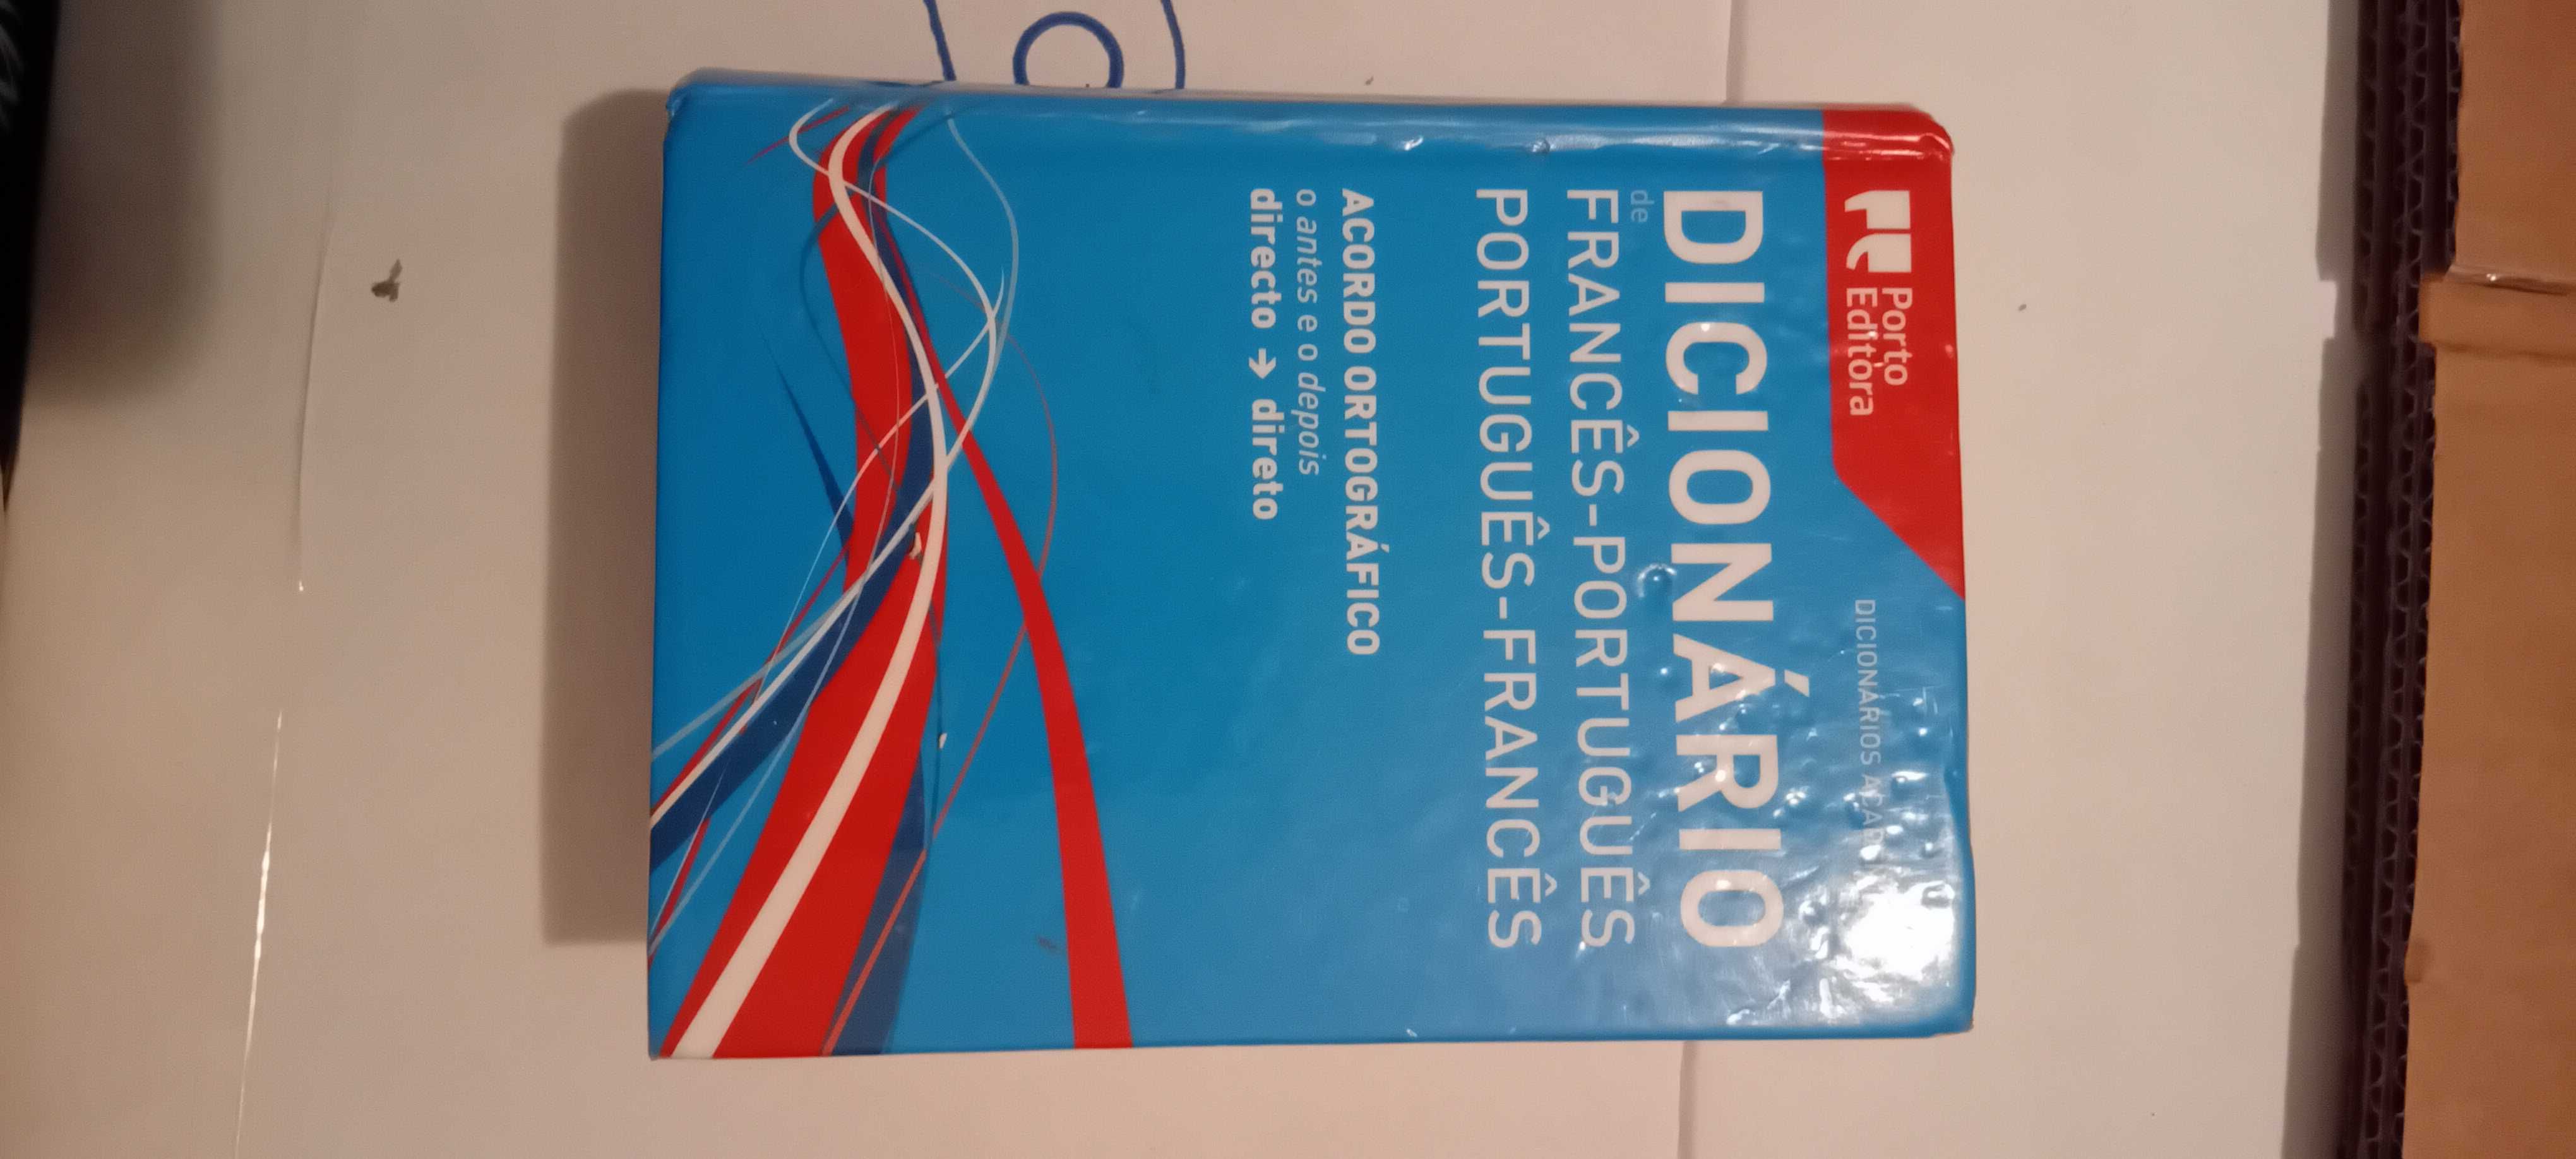 Porto
Editora
DICIONÁRIOS
DICIONÁRIO
de
FRANCÊS-PORTUGUÊS
PORTUGUÊS-FRANCÊS
ACORDO ORTOGRÁFICO
o antes e o depois
directo → direto